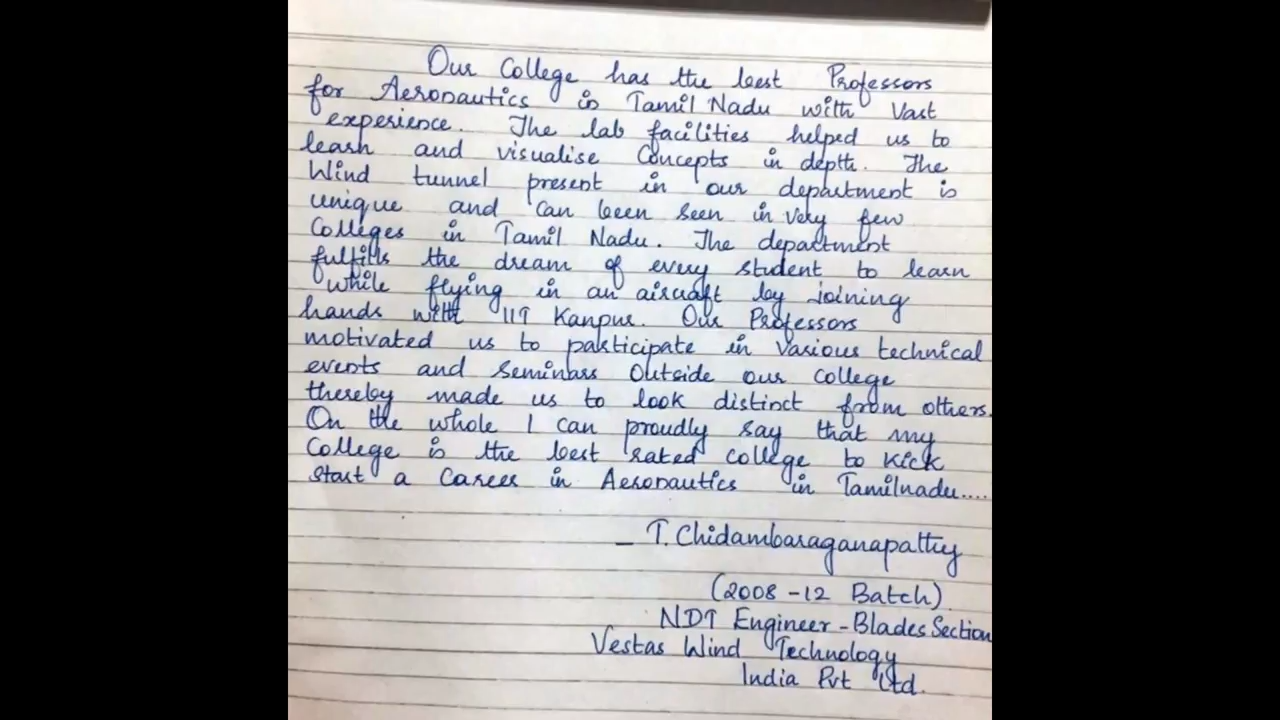 Our College has the best Professors
for Aeronautics in Tamil Nadu with Vast
experience. The lab facilities helped us to
learn and visualise Concepts in depth. The
Wind tunnel present in our department is
unique and can been seen in very few
Colleges in Tamil Nadu. The department
fulfills the dream of every student to learn
while flying in an aircraft by joining
hands with IIT Kanpur. Our Professors
motivated us to participate in various technical
events and seminars Outside our College
thereby made us to look distinct from others.
On the whole I can proudly say that my
College is the best rated College to Kick
start a Career in Aeronautics in Tamilnadu....
_ T. Chidambaraganapathy
(2008 -12 Batch)
NDT Engineer - Blades Section
Vestas Wind Technology
India Pvt Ltd.